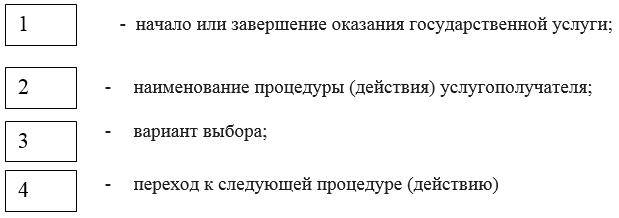 1 - начало или завершение оказания государственной услуги;
2 - наименование процедуры (действия) услугополучателя;
3 - вариант выбора;
4 - переход к следующей процедуре (действию)